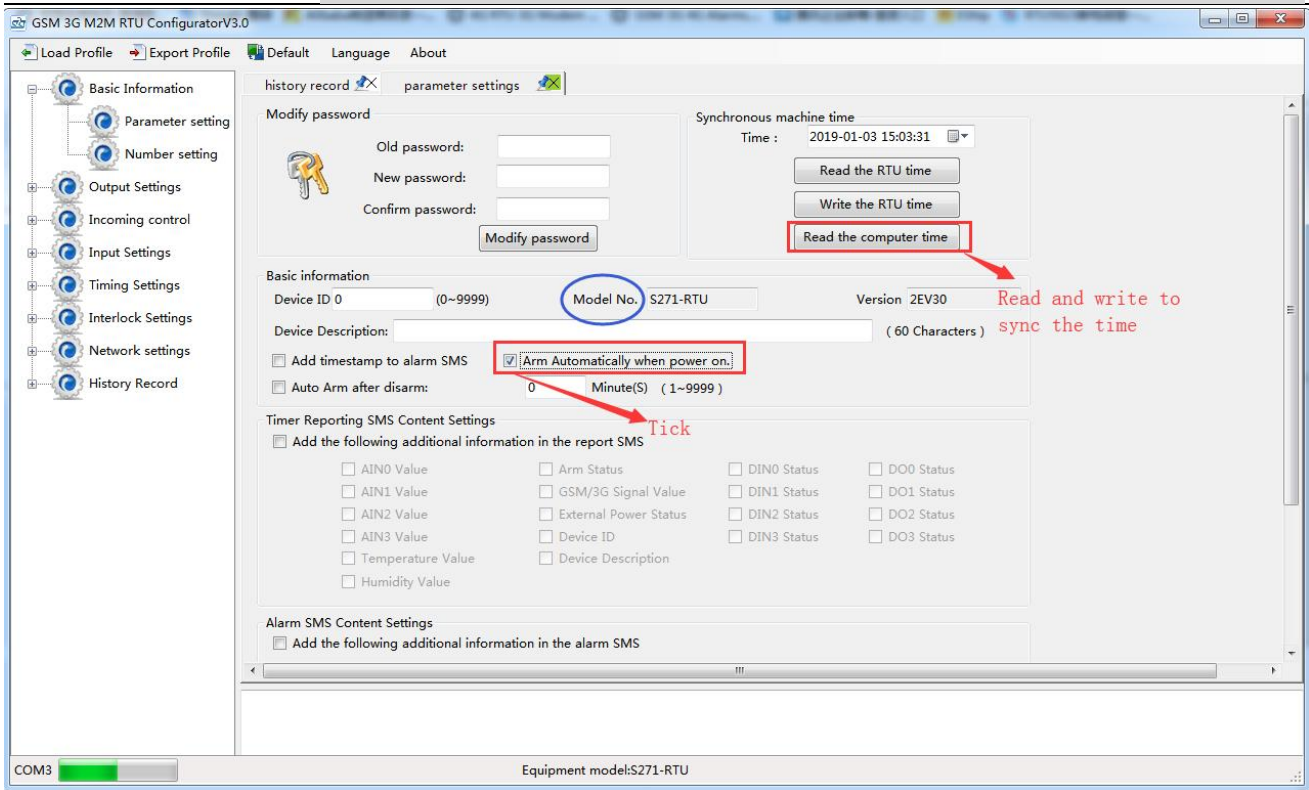 GSM 3G M2M RTU ConfiguratorV3.0
Load Profile Export Profile Default Language About
Basic Information
Parameter setting
Number setting
Output Settings
Incoming control
Input Settings
Timing Settings
Interlock Settings
Network settings
History Record
history record parameter settings
Modify password
Old password:
New password:
Confirm password:
Modify password
Synchronous machine time
Time : 2019-01-03 15:03:31
Read the RTU time
Write the RTU time
Read the computer time
Read and write to
sync the time
Basic information
Device ID 0 (0~9999) Model No. S271-RTU Version 2EV30
Device Description: ( 60 Characters )
Add timestamp to alarm SMS Arm Automatically when power on.
Auto Arm after disarm: 0 Minute(S) ( 1~9999 )
Tick
Timer Reporting SMS Content Settings
Add the following additional information in the report SMS
AIN0 Value Arm Status DIN0 Status DO0 Status
AIN1 Value GSM/3G Signal Value DIN1 Status DO1 Status
AIN2 Value External Power Status DIN2 Status DO2 Status
AIN3 Value Device ID DIN3 Status DO3 Status
Temperature Value Device Description
Humidity Value
Alarm SMS Content Settings
Add the following additional information in the alarm SMS
COM3 Equipment model:S271-RTU